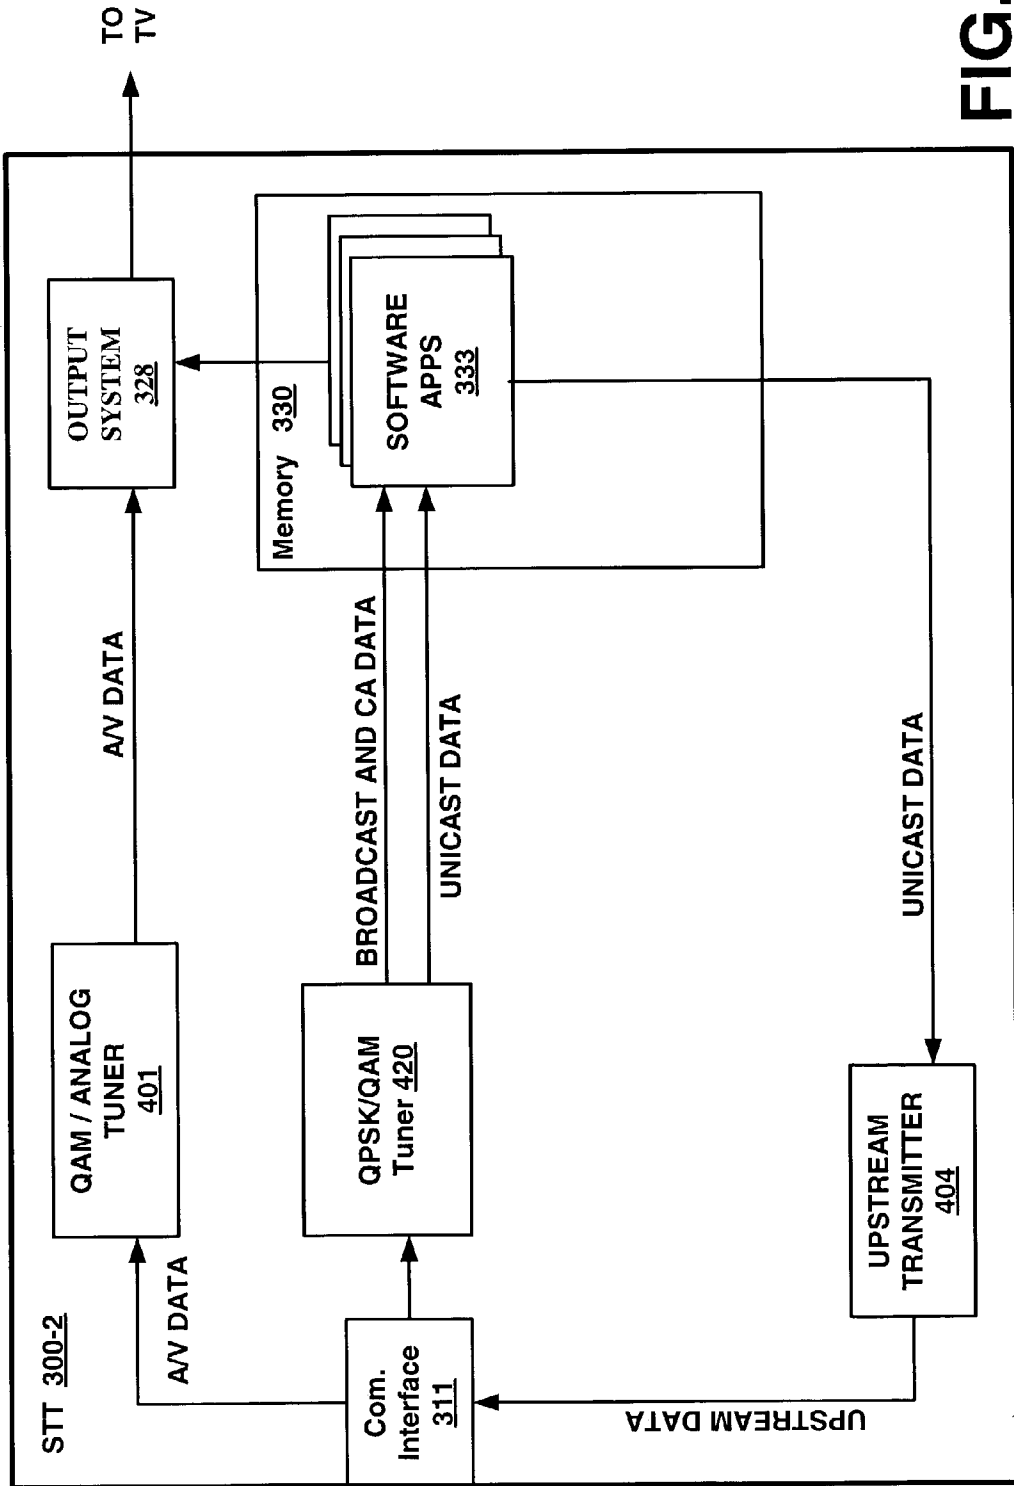 STT 300-2
A/V DATA
QAM / ANALOG
TUNER
401
A/V DATA
OUTPUT
SYSTEM
328
TO
TV
Com.
Interface
311
QPSK/QAM
Tuner 420
BROADCAST AND CA DATA
UNICAST DATA
Memory 330
SOFTWARE
APPS
333
UNICAST DATA
UPSTREAM
TRANSMITTER
404
UPSTREAM DATA
FIG.